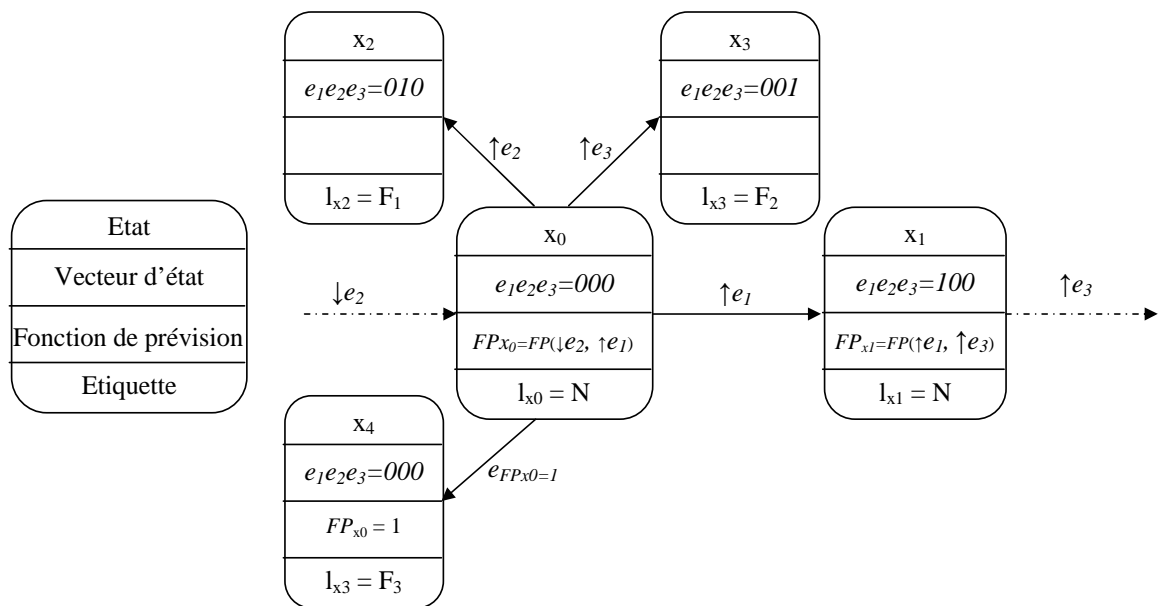 x2
e1e2e3=010
↑e2
lx2 = F1
x3
e1e2e3=001
↑e3
lx3 = F2
Etat
Vecteur d'état
Fonction de prévision
Etiquette
↓e2
x0
e1e2e3=000
FPx0=FP(↓e2, ↑e1)
lx0 = N
↑e1
x1
e1e2e3=100
FPx1=FP(↑e1, ↑e3)
lx1 = N
↑e3
x4
e1e2e3=000
FPx0 = 1
lx3 = F3
eFPx0=1